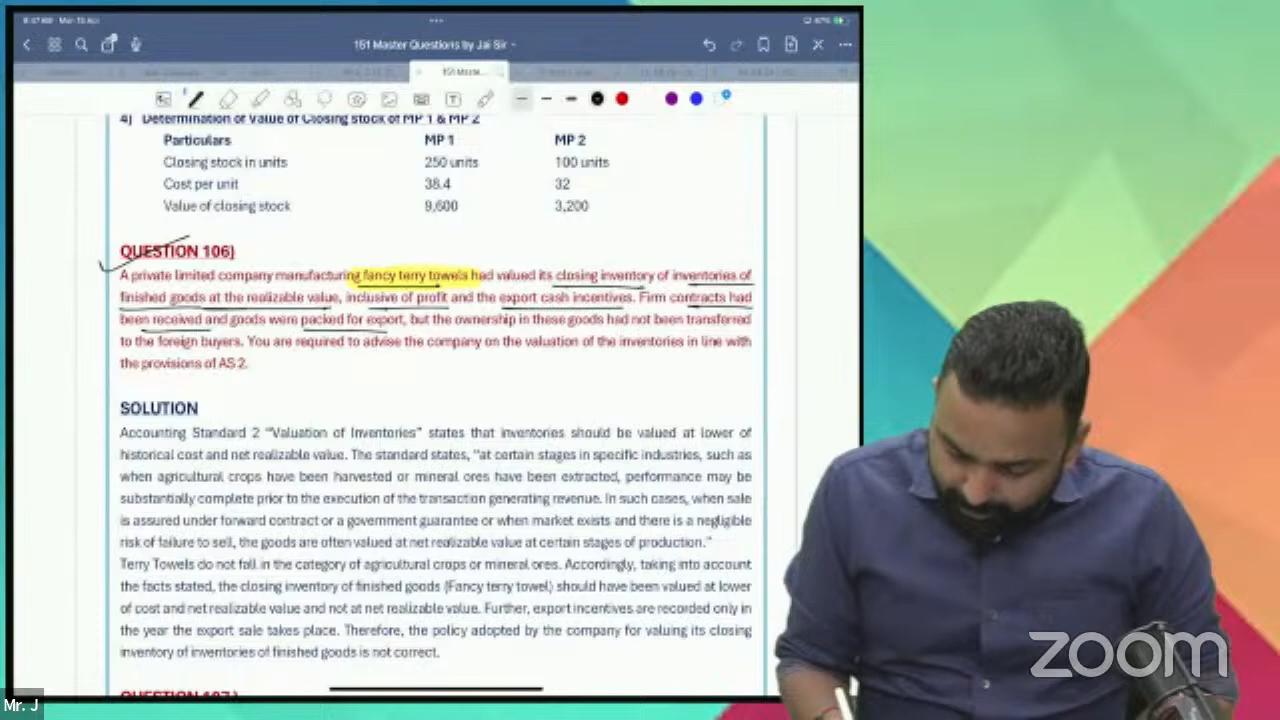 161 Master Questions by Jai Sir
4) Determination of Value of Closing stock of MP 1 & MP 2
Particulars MP 1 MP 2
Closing stock in units 250 units 100 units
Cost per unit 38.4 32
Value of closing stock 9,600 3,200
QUESTION 106)
A private limited company manufacturing fancy terry towels had valued its closing inventory of inventories of
finished goods at the realizable value, inclusive of profit and the export cash incentives. Firm contracts had
been received and goods were packed for export, but the ownership in these goods had not been transferred
to the foreign buyers. You are required to advise the company on the valuation of the inventories in line with
the provisions of AS 2.
SOLUTION
Accounting Standard 2 "Valuation of Inventories" states that inventories should be valued at lower of
historical cost and net realizable value. The standard states, "at certain stages in specific industries, such as
when agricultural crops have been harvested or mineral ores have been extracted, performance may be
substantially complete prior to the execution of the transaction generating revenue. In such cases, when sale
is assured under forward contract or a government guarantee or when market exists and there is a negligible
risk of failure to sell, the goods are often valued at net realizable value at certain stages of production."
Terry Towels do not fall in the category of agricultural crops or mineral ores. Accordingly, taking into account
the facts stated, the closing inventory of finished goods (Fancy terry towel) should have been valued at lower
of cost and net realizable value and not at net realizable value. Further, export incentives are recorded only in
the year the export sale takes place. Therefore, the policy adopted by the company for valuing its closing
inventory of inventories of finished goods is not correct.
QUESTION 107)
zoom
Mr. J